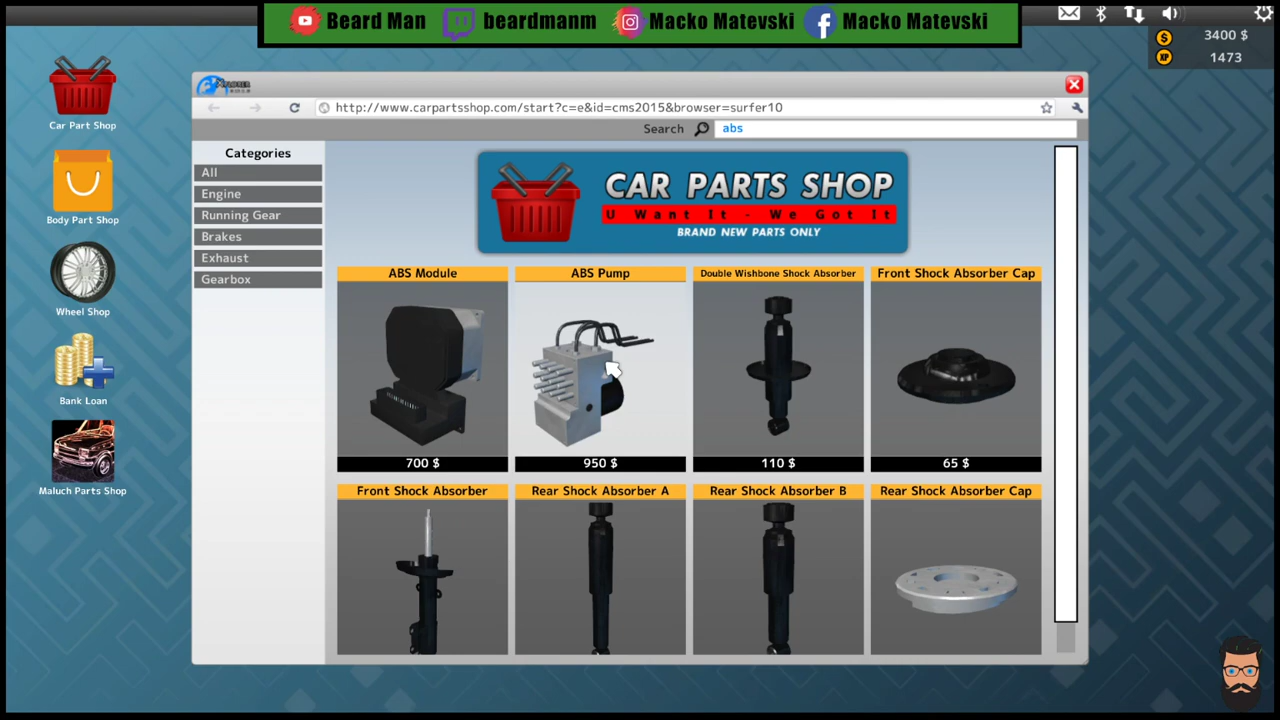 Beard Man beardmanm Macko Matevski Macko Matevski
3400 $
1473
http://www.carpartsshop.com/start?c=e&id=cms2015&browser=surfer10
Search abs
Car Part Shop
Body Part Shop
Wheel Shop
Bank Loan
Maluch Parts Shop
Categories
All
Engine
Running Gear
Brakes
Exhaust
Gearbox
CAR PARTS SHOP
U Want It - We Got It
BRAND NEW PARTS ONLY
ABS Module
700 $
ABS Pump
950 $
Double Wishbone Shock Absorber
110 $
Front Shock Absorber Cap
65 $
Front Shock Absorber
Rear Shock Absorber A
Rear Shock Absorber B
Rear Shock Absorber Cap